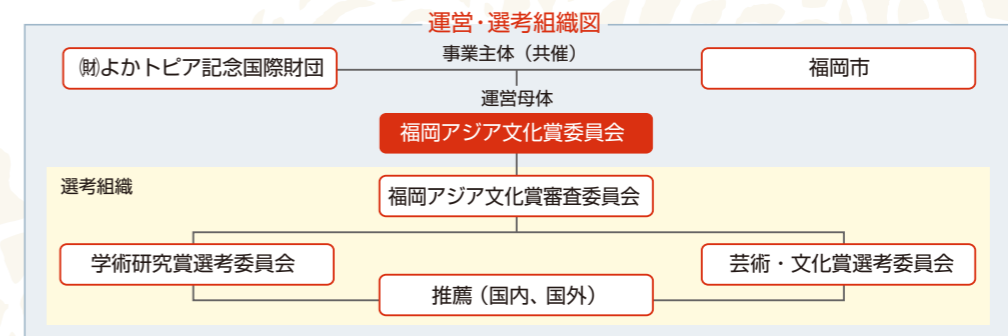 運営・選考組織図
事業主体（共催）
㈶よかトピア記念国際財団
福岡市
運営母体
福岡アジア文化賞委員会
選考組織
福岡アジア文化賞審査委員会
学術研究賞選考委員会
芸術・文化賞選考委員会
推薦（国内、国外）